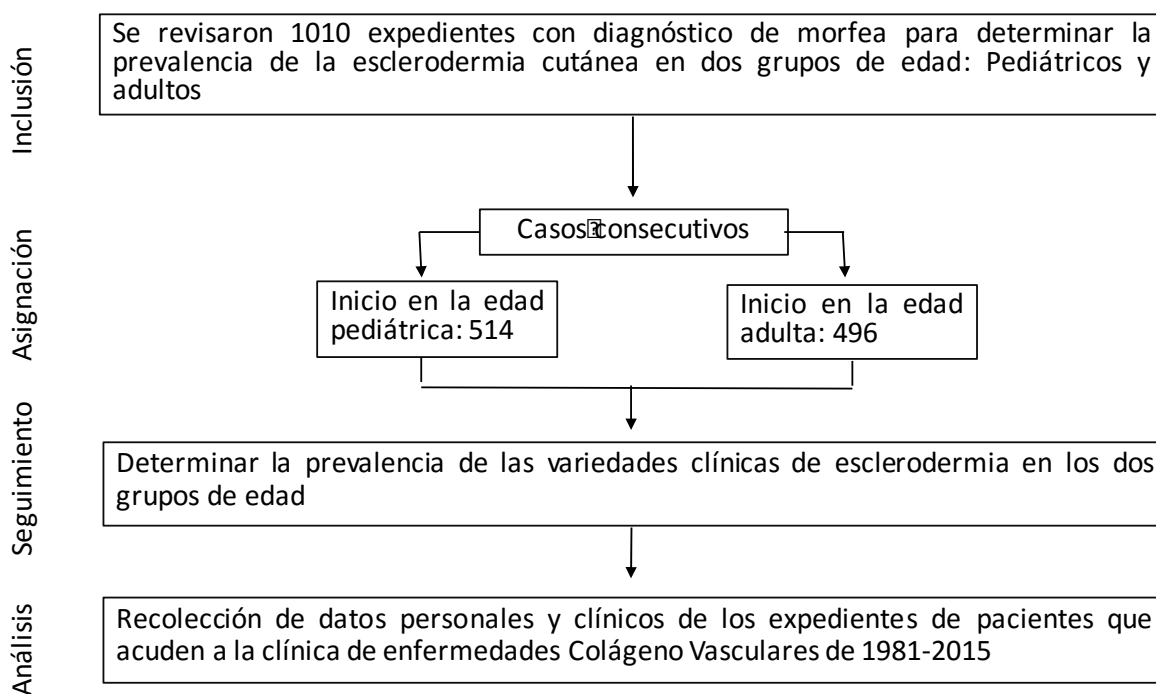 Inclusión
Se revisaron 1010 expedientes con diagnóstico de morfea para determinar la
prevalencia de la esclerodermia cutánea en dos grupos de edad: Pediátricos y
adultos
Asignación
Casos consecutivos
Inicio en la edad
pediátrica: 514
Inicio en la edad
adulta: 496
Seguimiento
Determinar la prevalencia de las variedades clínicas de esclerodermia en los dos
grupos de edad
Análisis
Recolección de datos personales y clínicos de los expedientes de pacientes que
acuden a la clínica de enfermedades Colágeno Vasculares de 1981-2015